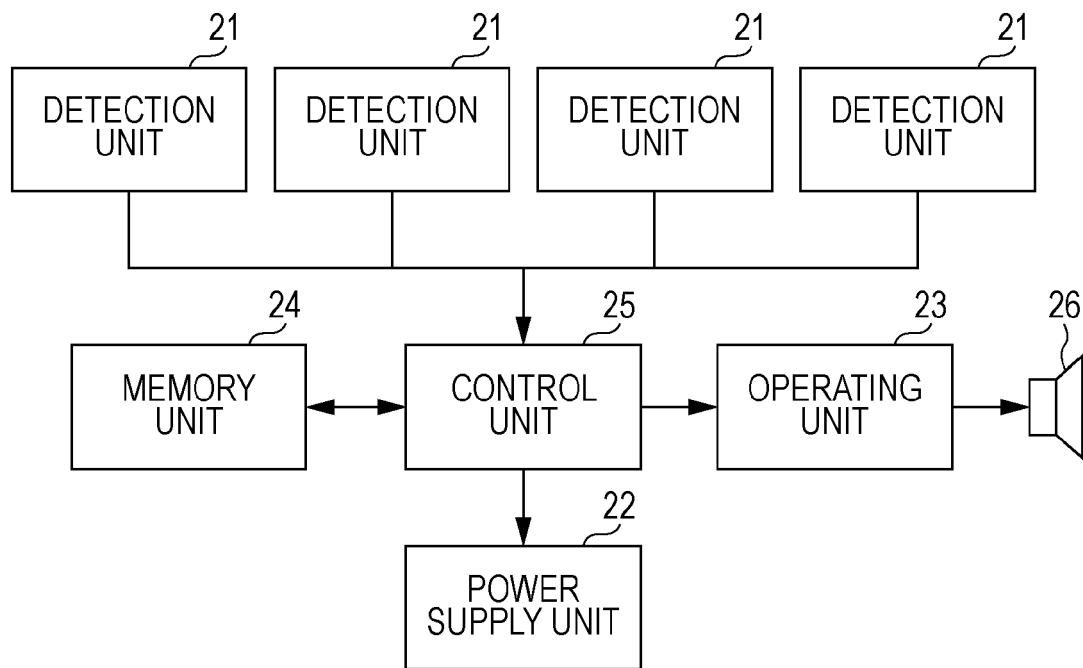 21 21 21 21
DETECTION UNIT
DETECTION UNIT
DETECTION UNIT
DETECTION UNIT
24 25 23 26
MEMORY UNIT
CONTROL UNIT
OPERATING UNIT
22
POWER SUPPLY UNIT